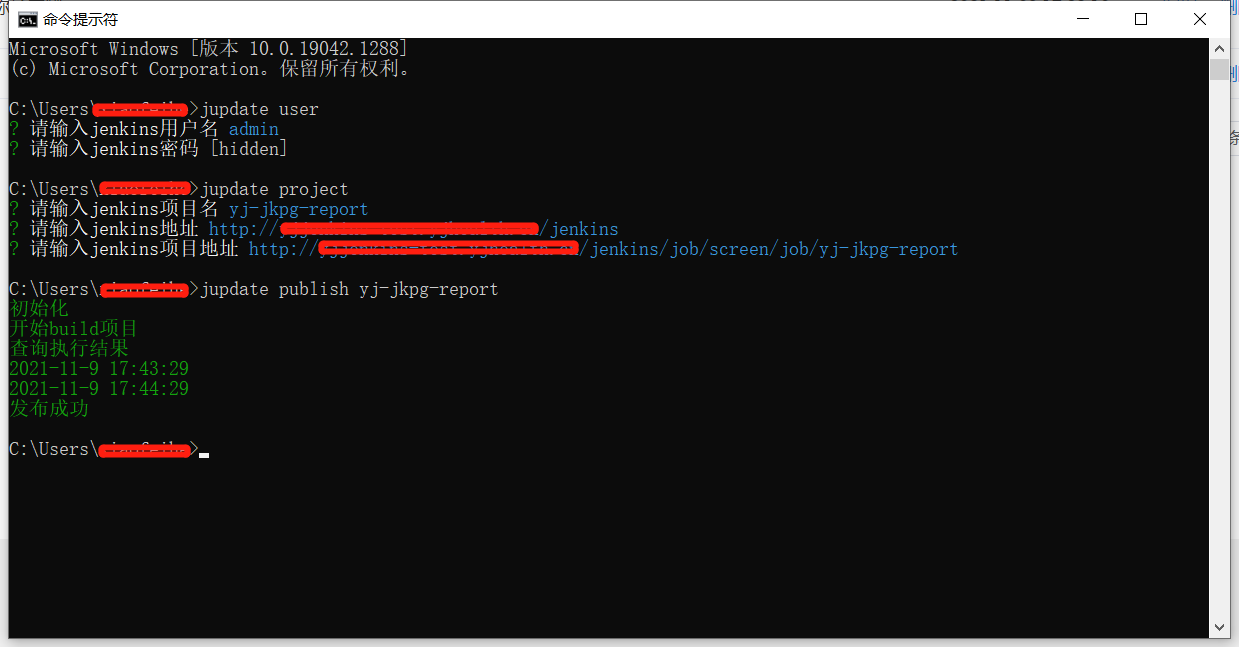 命令提示符
Microsoft Windows [版本 10.0.19042.1288]
(c) Microsoft Corporation。保留所有权利。
C:\Users\ >jupdate user
? 请输入jenkins用户名 admin
? 请输入jenkins密码 [hidden]
C:\Users\ >jupdate project
? 请输入jenkins项目名 yj-jkpg-report
? 请输入jenkins地址 http:// /jenkins
? 请输入jenkins项目地址 http:// /jenkins/job/screen/job/yj-jkpg-report
C:\Users\ >jupdate publish yj-jkpg-report
初始化
开始build项目
查询执行结果
2021-11-9 17:43:29
2021-11-9 17:44:29
发布成功
C:\Users\ >